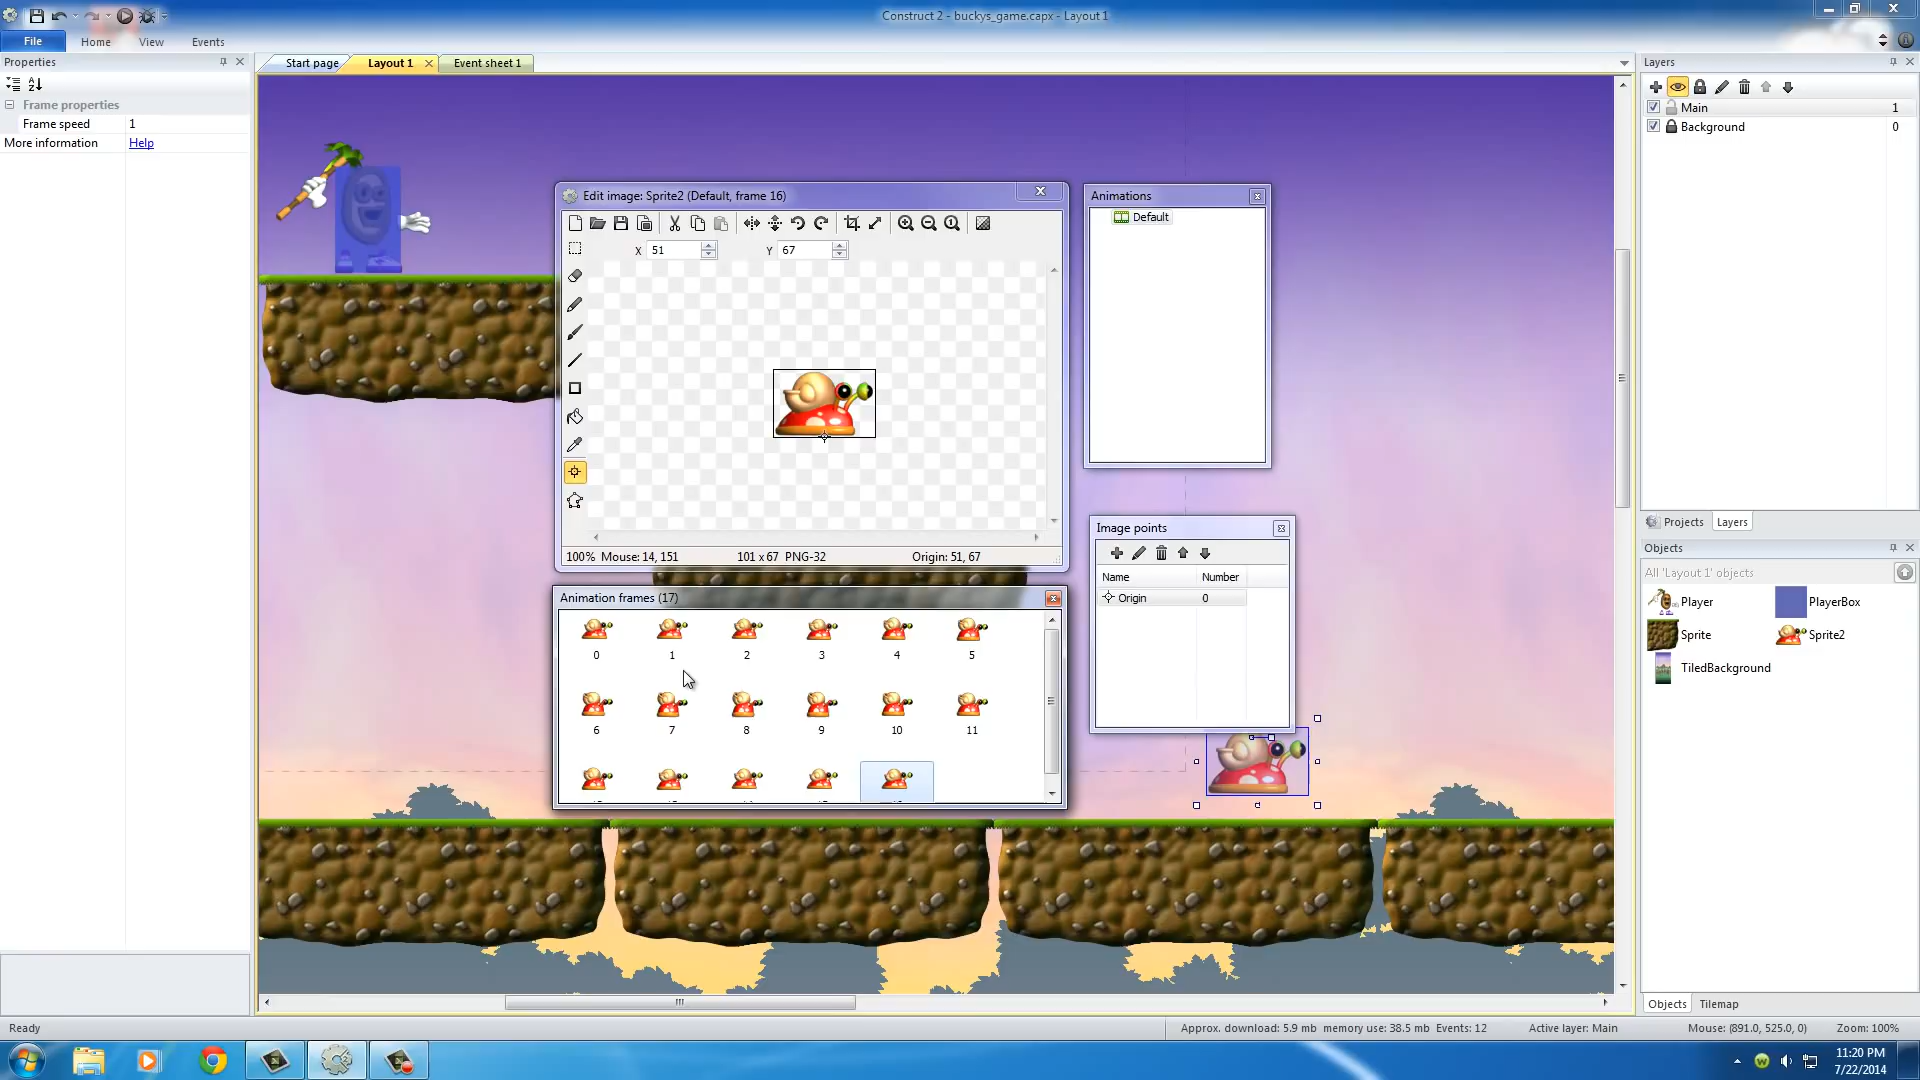 Construct 2 - buckys_game.capx - Layout 1
File Home View Events
Properties
Start page Layout 1 Event sheet 1
Layers
Frame properties
Frame speed 1
More information Help
Main 1
Background 0
Edit image: Sprite2 (Default, frame 16)
X 51 Y 67
100% Mouse: 14, 151 101 x 67 PNG-32 Origin: 51, 67
Animations
Default
Image points
Name Number
Origin 0
Animation frames (17)
0 1 2 3 4 5
6 7 8 9 10 11
Projects Layers
Objects
All 'Layout 1' objects
Player PlayerBox
Sprite Sprite2
TiledBackground
Objects Tilemap
Ready Approx. download: 5.9 mb memory use: 38.5 mb Events: 12 Active layer: Main Mouse: (891.0, 525.0, 0) Zoom: 100%
11:20 PM
7/22/2014